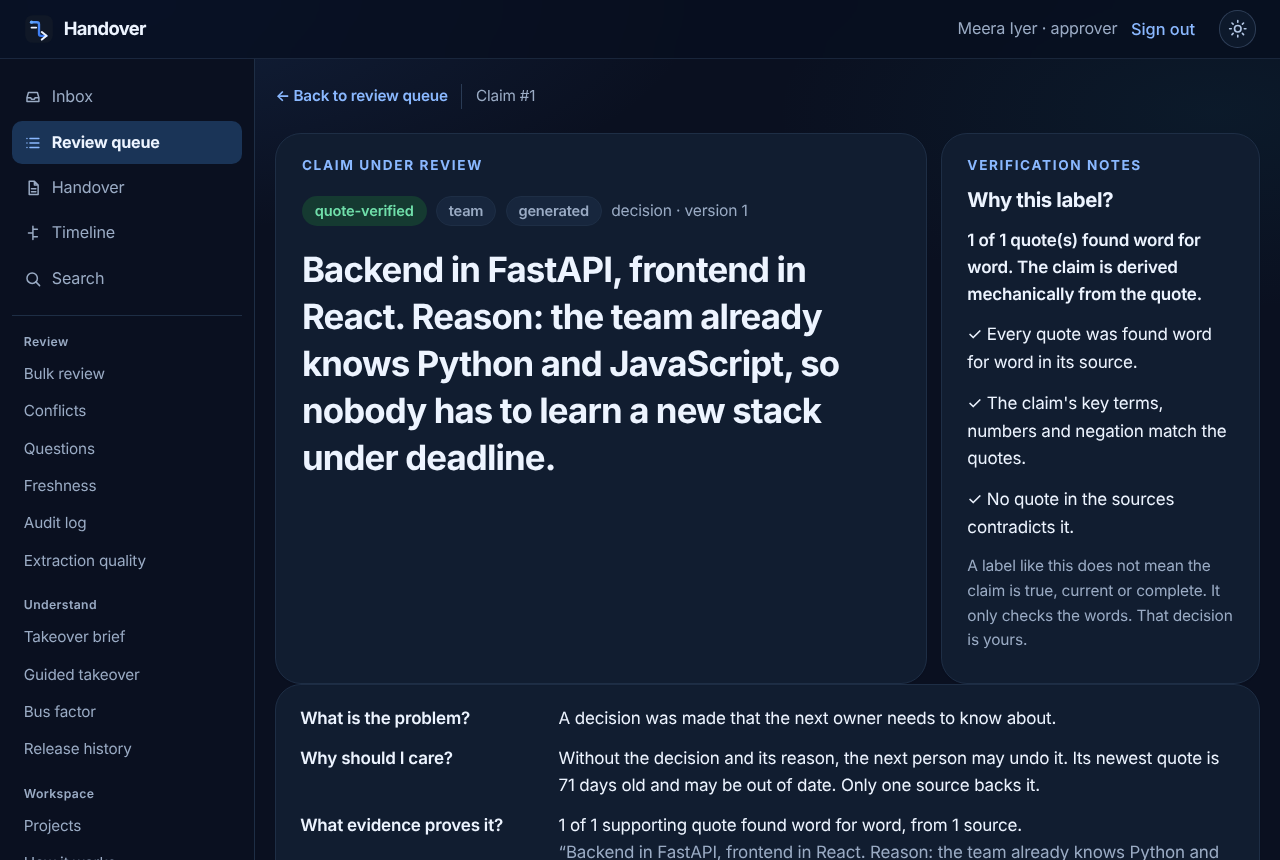 Handover
Meera Iyer · approver Sign out
Inbox
Review queue
Handover
Timeline
Search
Review
Bulk review
Conflicts
Questions
Freshness
Audit log
Extraction quality
Understand
Takeover brief
Guided takeover
Bus factor
Release history
Workspace
Projects
How it works
← Back to review queue
Claim #1
CLAIM UNDER REVIEW
quote-verified team generated decision · version 1
Backend in FastAPI, frontend in
React. Reason: the team already
knows Python and JavaScript, so
nobody has to learn a new stack
under deadline.
VERIFICATION NOTES
Why this label?
1 of 1 quote(s) found word for
word. The claim is derived
mechanically from the quote.
✓ Every quote was found word
for word in its source.
✓ The claim's key terms,
numbers and negation match the
quotes.
✓ No quote in the sources
contradicts it.
A label like this does not mean the
claim is true, current or complete. It
only checks the words. That decision
is yours.
What is the problem? A decision was made that the next owner needs to know about.
Why should I care? Without the decision and its reason, the next person may undo it. Its newest quote is
71 days old and may be out of date. Only one source backs it.
What evidence proves it? 1 of 1 supporting quote found word for word, from 1 source.
“Backend in FastAPI, frontend in React. Reason: the team already knows Python and